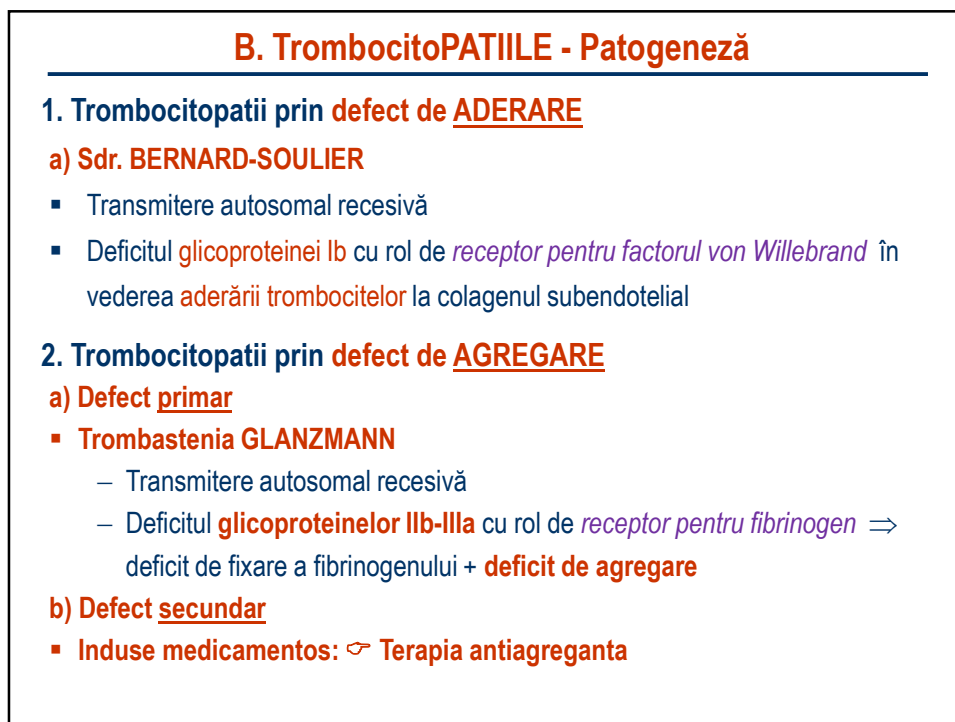 B. TrombocitoPATIILE - Patogeneză
1. Trombocitopatii prin defect de ADERARE
a) Sdr. BERNARD-SOULIER
▪ Transmitere autosomal recesivă
▪ Deficitul glicoproteinei Ib cu rol de receptor pentru factorul von Willebrand în
vederea aderării trombocitelor la colagenul subendotelial
2. Trombocitopatii prin defect de AGREGARE
a) Defect primar
▪ Trombastenia GLANZMANN
– Transmitere autosomal recesivă
– Deficitul glicoproteinelor IIb-IIIa cu rol de receptor pentru fibrinogen ⇒
deficit de fixare a fibrinogenului + deficit de agregare
b) Defect secundar
▪ Induse medicamentos: ☞ Terapia antiagreganta